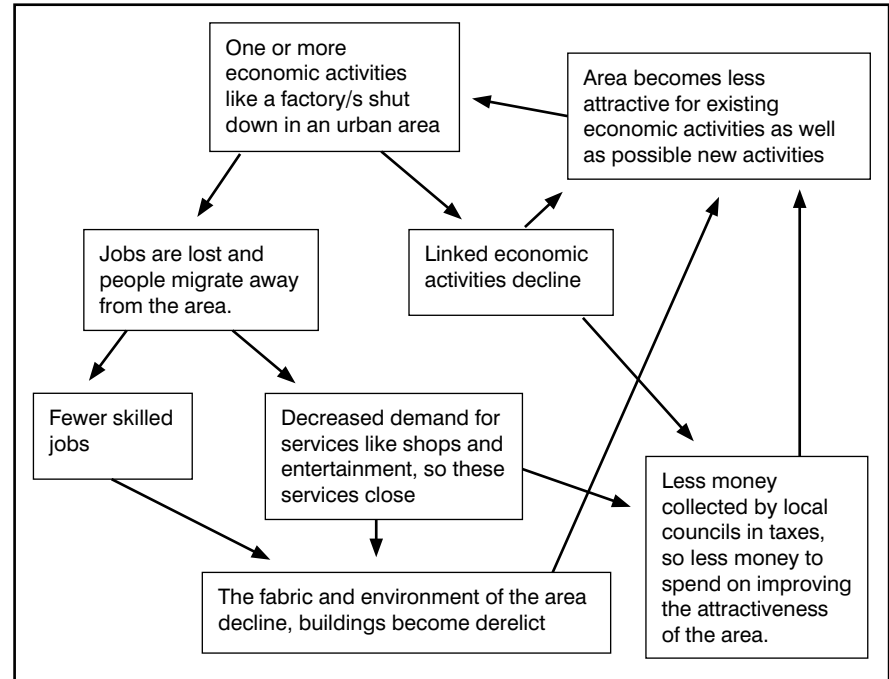 One or more
economic activities
like a factory/s shut
down in an urban area
Area becomes less
attractive for existing
economic activities as well
as possible new activities
Jobs are lost and
people migrate away
from the area.
Linked economic
activities decline
Fewer skilled
jobs
Decreased demand for
services like shops and
entertainment, so these
services close
Less money
collected by local
councils in taxes,
so less money to
spend on improving
the attractiveness
of the area.
The fabric and environment of the area
decline, buildings become derelict